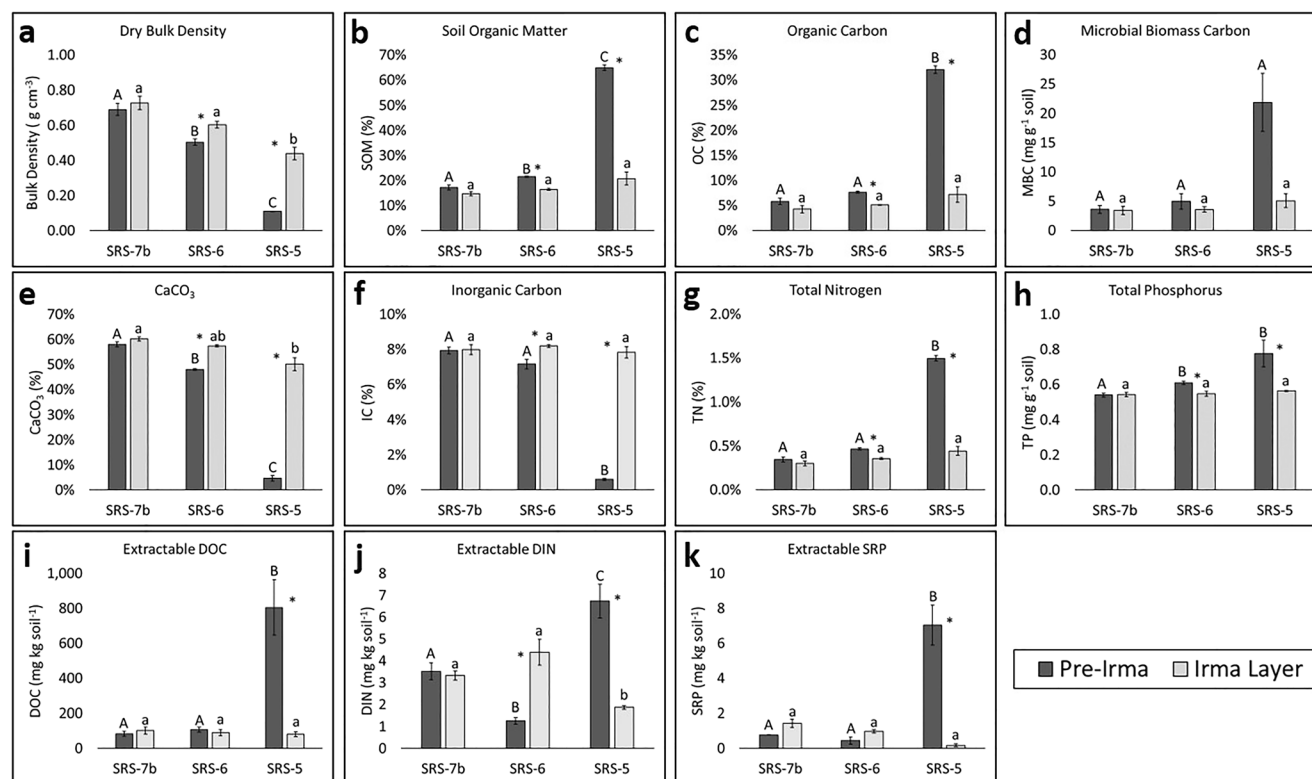 a
Dry Bulk Density
Bulk Density ( g cm⁻³)
1.00
0.80
0.60
0.40
0.20
0.00
A a
* a
B
* b
C
SRS-7b SRS-6 SRS-5
b
Soil Organic Matter
SOM (%)
70%
60%
50%
40%
30%
20%
10%
0%
A a
B * a
C *
a
SRS-7b SRS-6 SRS-5
c
Organic Carbon
OC (%)
35%
30%
25%
20%
15%
10%
5%
0%
A a
A * a
B *
a
SRS-7b SRS-6 SRS-5
d
Microbial Biomass Carbon
MBC (mg g⁻¹ soil)
30
25
20
15
10
5
0
A a
A a
A
a
SRS-7b SRS-6 SRS-5
e
CaCO₃
CaCO₃ (%)
70%
60%
50%
40%
30%
20%
10%
0%
A a
* ab
B
* b
C
SRS-7b SRS-6 SRS-5
f
Inorganic Carbon
IC (%)
10%
8%
6%
4%
2%
0%
A a
A * a
* a
B
SRS-7b SRS-6 SRS-5
g
Total Nitrogen
TN (%)
2.0%
1.5%
1.0%
0.5%
0.0%
A a
A * a
B *
a
SRS-7b SRS-6 SRS-5
h
Total Phosphorus
TP (mg g⁻¹ soil)
1.0
0.8
0.6
0.4
0.2
0.0
A a
B * a
B *
a
SRS-7b SRS-6 SRS-5
i
Extractable DOC
DOC (mg kg soil⁻¹)
1,000
800
600
400
200
0
A a
A a
B *
a
SRS-7b SRS-6 SRS-5
j
Extractable DIN
DIN (mg kg soil⁻¹)
8
7
6
5
4
3
2
1
0
A a
* a
B
C *
b
SRS-7b SRS-6 SRS-5
k
Extractable SRP
SRP (mg kg soil⁻¹)
10
8
6
4
2
0
A a
A a
B *
a
SRS-7b SRS-6 SRS-5
Pre-Irma Irma Layer